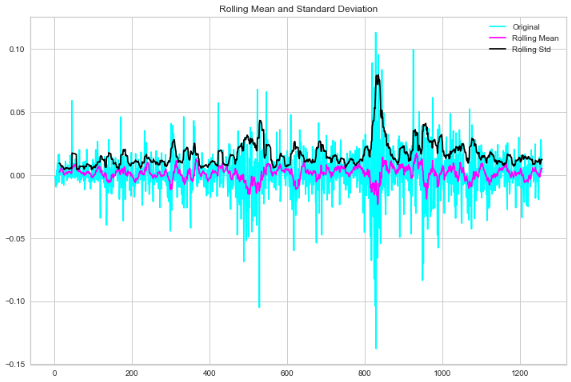 Rolling Mean and Standard Deviation
Original
Rolling Mean
Rolling Std
0.10
0.05
0.00
−0.05
−0.10
−0.15
0 200 400 600 800 1000 1200